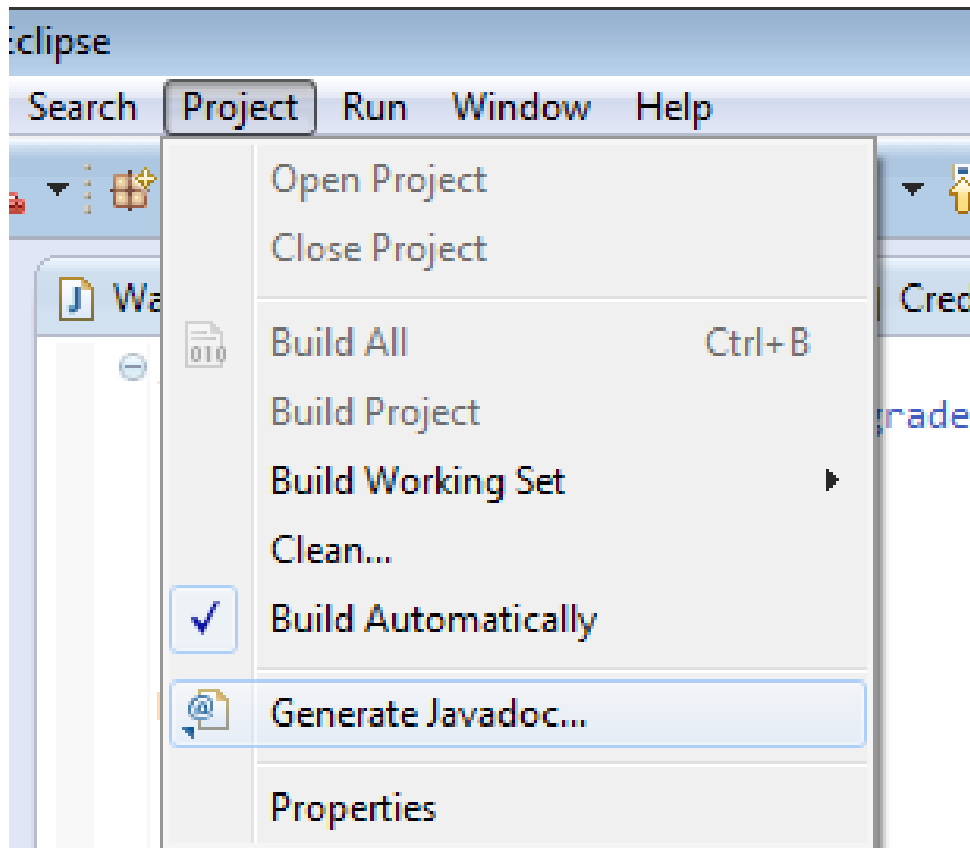 Eclipse
Search Project Run Window Help
Open Project
Close Project
Build All Ctrl+B
Build Project
Build Working Set
Clean...
Build Automatically
Generate Javadoc...
Properties